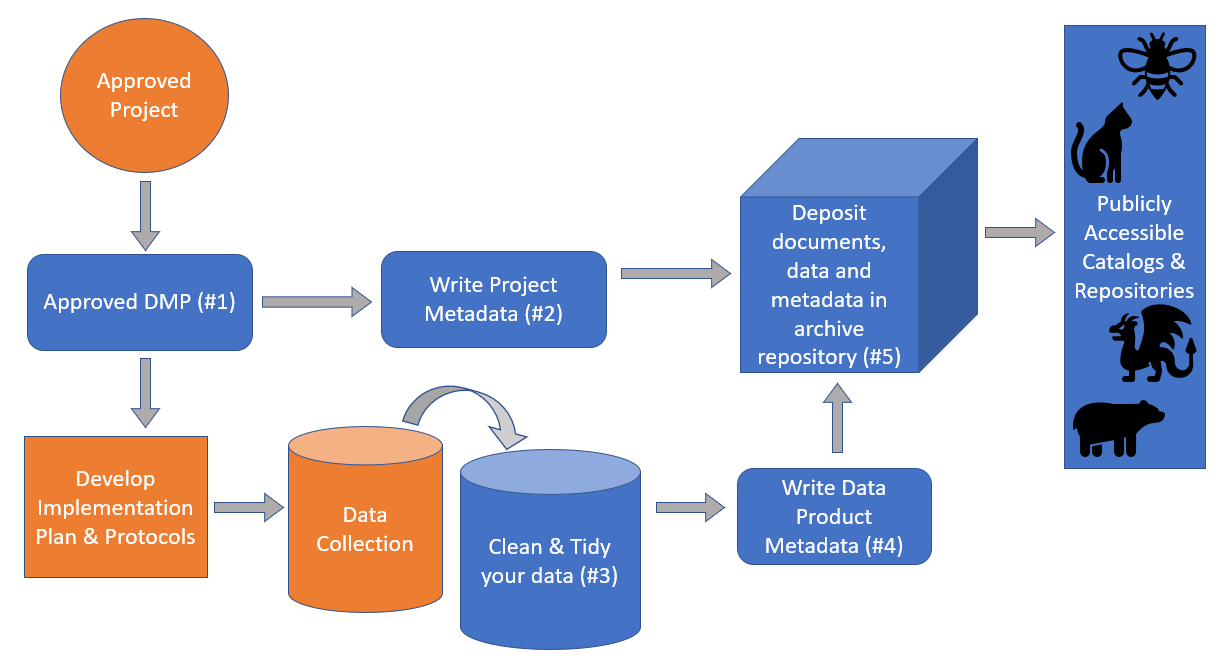 Approved
Project
Approved DMP (#1)
Write Project
Metadata (#2)
Deposit
documents,
data and
metadata in
archive
repository (#5)
Publicly
Accessible
Catalogs &
Repositories
Develop
Implementation
Plan & Protocols
Data
Collection
Clean & Tidy
your data (#3)
Write Data
Product
Metadata (#4)